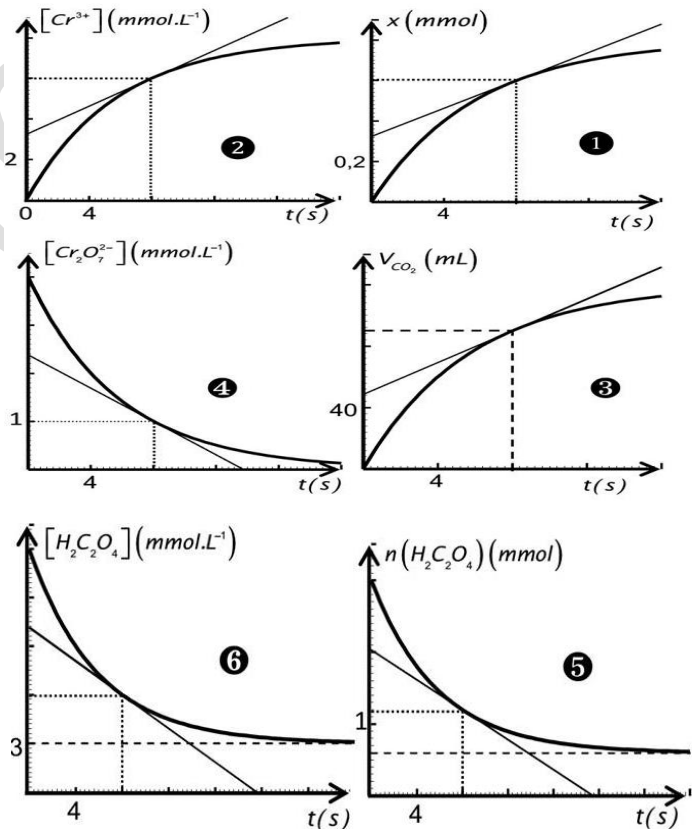 [Cr³⁺] (mmol.L⁻¹)
2
❷
0 4 t(s)
x (mmol)
0,2
❶
4 t(s)
[Cr₂O₇²⁻] (mmol.L⁻¹)
❹
1
4 t(s)
V_CO₂ (mL)
❸
40
4 t(s)
[H₂C₂O₄] (mmol.L⁻¹)
❻
3
4 t(s)
n (H₂C₂O₄) (mmol)
❺
1
4 t(s)